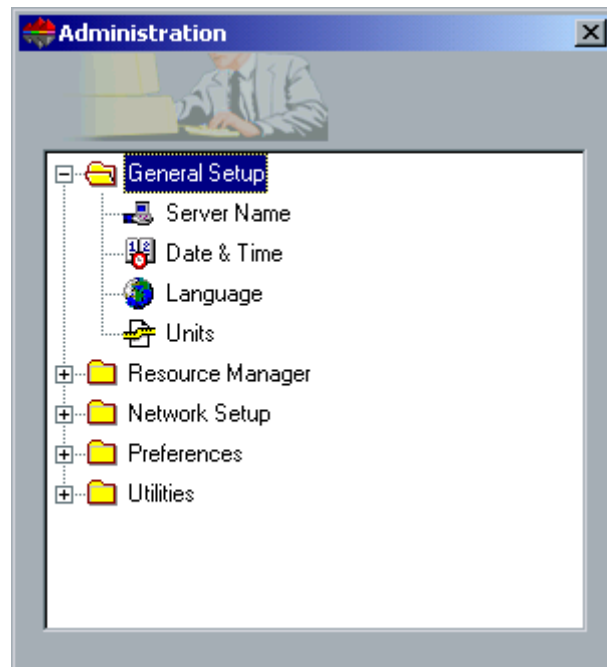 Administration
General Setup
Server Name
Date & Time
Language
Units
Resource Manager
Network Setup
Preferences
Utilities